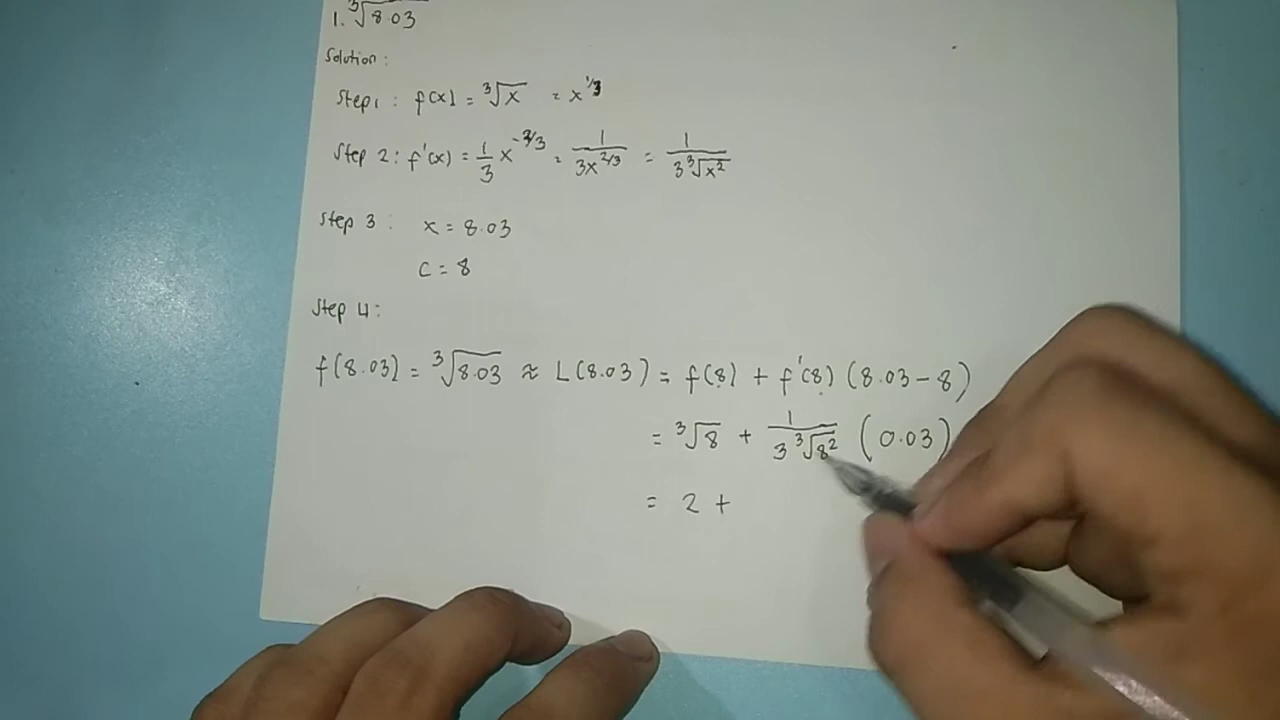 1. ∛8.03
Solution:
Step 1 : f(x) = ∛x = x^1/3
Step 2 : f'(x) = 1/3 x^-2/3 = 1/(3x^2/3) = 1/(3∛x²)
Step 3 : x = 8.03
c = 8
Step 4:
f(8.03) = ∛8.03 ≈ L(8.03) = f(8) + f'(8) (8.03 - 8)
= ∛8 + 1/(3∛8²) (0.03)
= 2 +